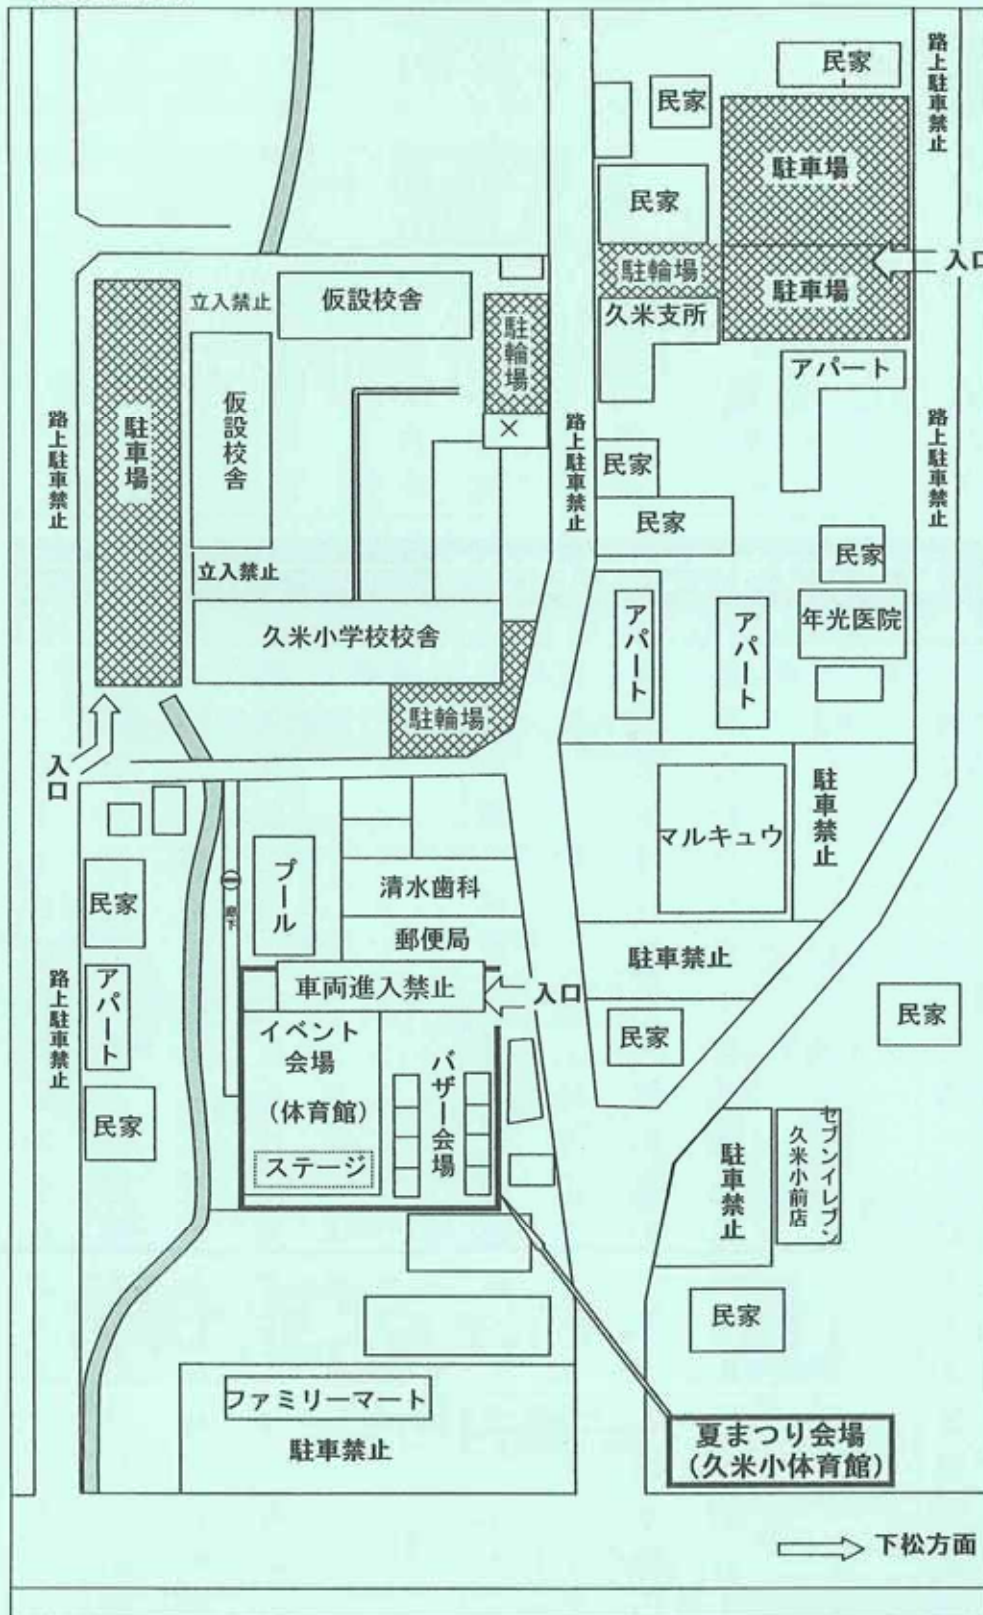 民家
路上駐車禁止
民家
駐車場
民家
入口
駐輪場
駐車場
立入禁止
仮設校舎
久米支所
駐輪場
アパート
仮設校舎
駐車場
×
路上駐車禁止
路上駐車禁止
路上駐車禁止
民家
民家
民家
立入禁止
久米小学校校舎
アパート
アパート
年光医院
駐輪場
入口
マルキュウ
駐車禁止
プール
清水歯科
民家
廊下
郵便局
駐車禁止
車両進入禁止
入口
路上駐車禁止
アパート
イベント
会場
(体育館)
ステージ
バザー会場
民家
民家
民家
駐車禁止
セブンイレブン
久米小前店
民家
ファミリーマート
駐車禁止
夏まつり会場
(久米小体育館)
下松方面